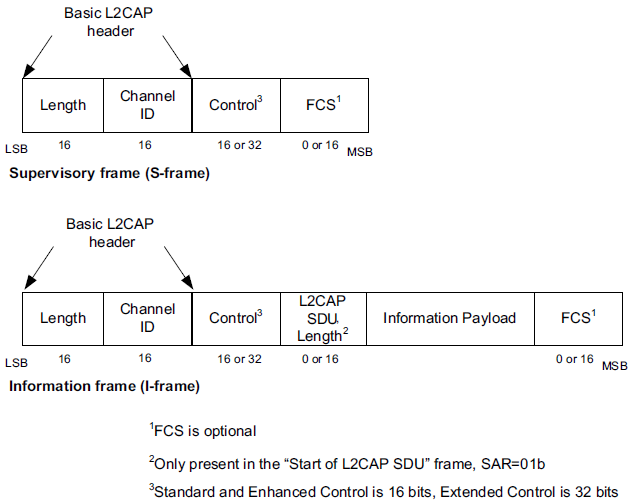 Basic L2CAP
header
Length
Channel
ID
Control3
FCS1
LSB
16
16
16 or 32
0 or 16
MSB
Supervisory frame (S-frame)
Basic L2CAP
header
Length
Channel
ID
Control3
L2CAP
SDU
Length2
Information Payload
FCS1
LSB
16
16
16 or 32
0 or 16
0 or 16
MSB
Information frame (I-frame)
1FCS is optional
2Only present in the “Start of L2CAP SDU” frame, SAR=01b
3Standard and Enhanced Control is 16 bits, Extended Control is 32 bits